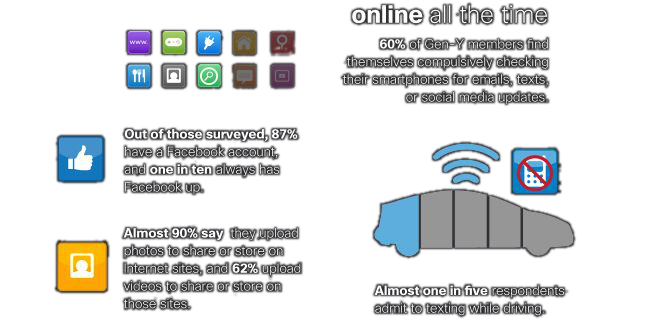 online all the time
60% of Gen-Y members find
themselves compulsively checking
their smartphones for emails, texts,
or social media updates.
www.
Out of those surveyed, 87%
have a Facebook account,
and one in ten always has
Facebook up.
Almost 90% say they upload
photos to share or store on
Internet sites, and 62% upload
videos to share or store on
those sites.
Almost one in five respondents
admit to texting while driving.